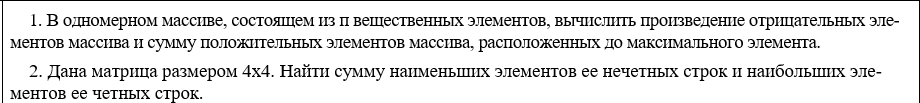 1. В одномерном массиве, состоящем из п вещественных элементов, вычислить произведение отрицательных эле-
ментов массива и сумму положительных элементов массива, расположенных до максимального элемента.
2. Дана матрица размером 4x4. Найти сумму наименьших элементов ее нечетных строк и наибольших эле-
ментов ее четных строк.